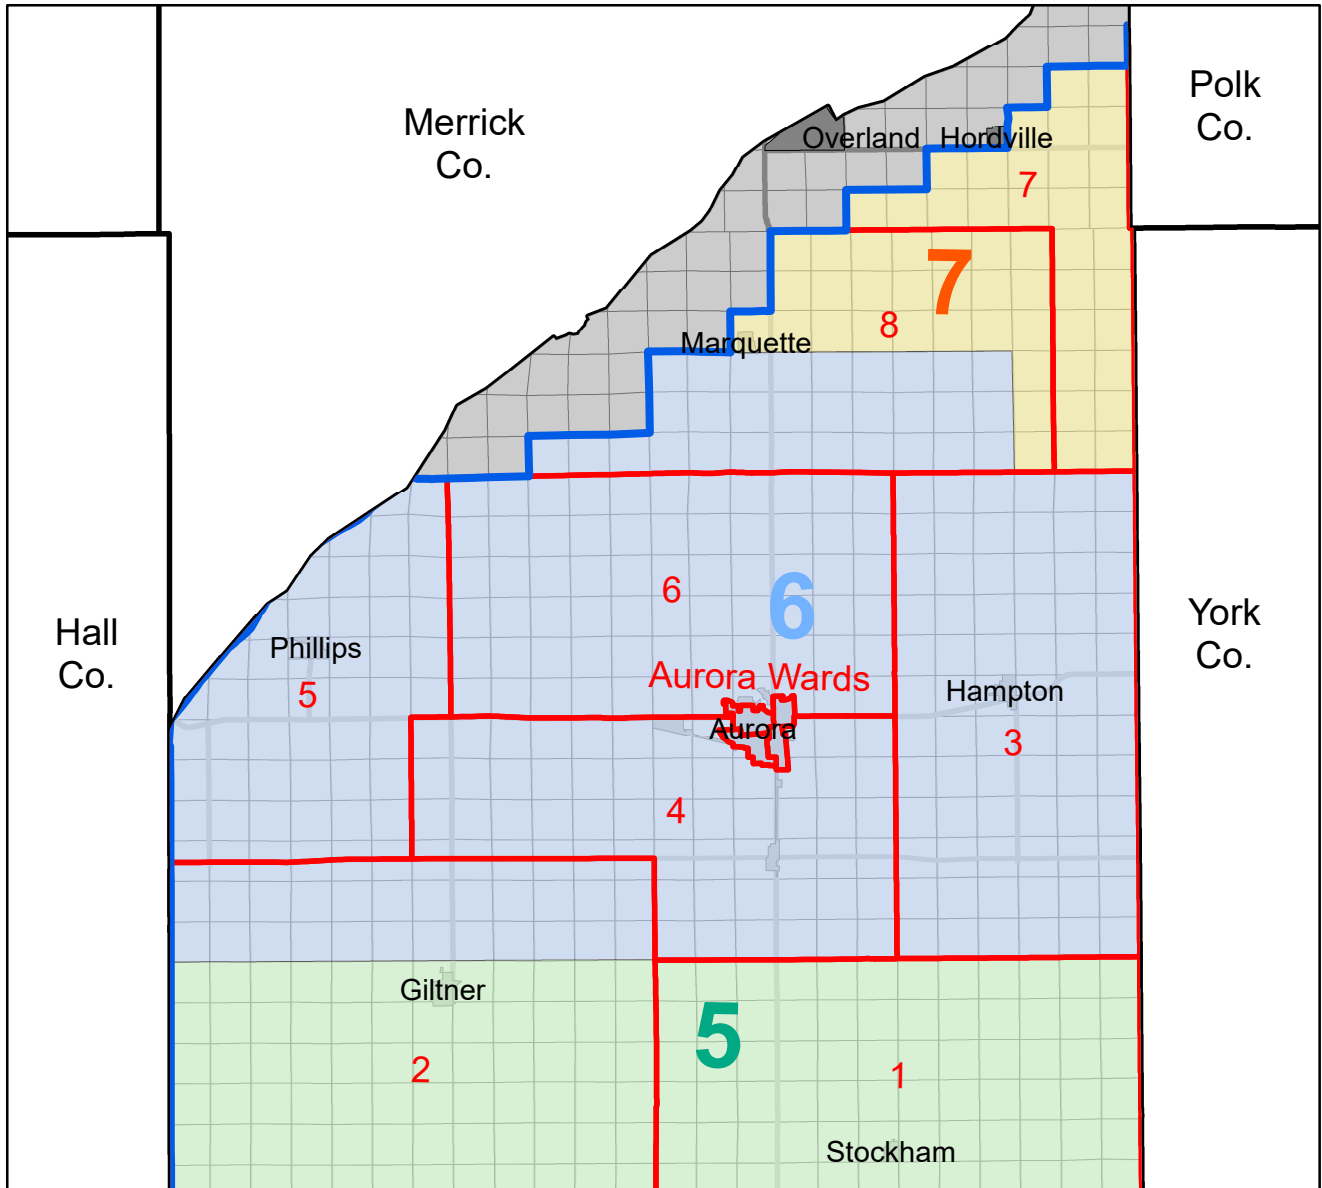 Merrick
Co.
Polk
Co.
Overland
Hordville
7
7
8
Marquette
6
6
Hall
Co.
York
Co.
Phillips
5
Aurora Wards
Hampton
Aurora
3
4
Giltner
5
2
1
Stockham